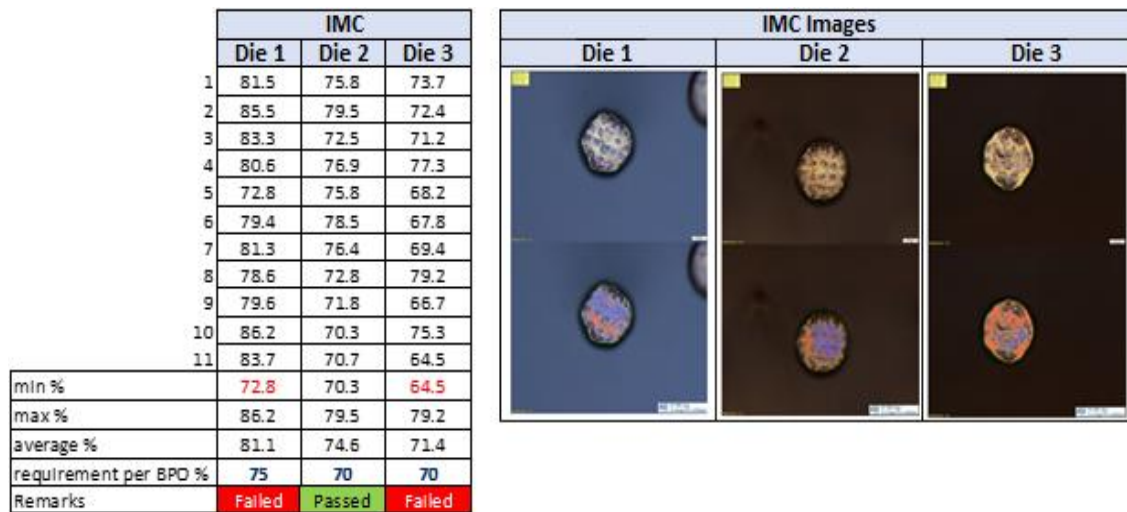 IMC
Die 1 Die 2 Die 3
1 81.5 75.8 73.7
2 85.5 79.5 72.4
3 83.3 72.5 71.2
4 80.6 76.9 77.3
5 72.8 75.8 68.2
6 79.4 78.5 67.8
7 81.3 76.4 69.4
8 78.6 72.8 79.2
9 79.6 71.8 66.7
10 86.2 70.3 75.3
11 83.7 70.7 64.5
min % 72.8 70.3 64.5
max % 86.2 79.5 79.2
average % 81.1 74.6 71.4
requirement per BPO % 75 70 70
Remarks Failed Passed Failed
IMC Images
Die 1 Die 2 Die 3